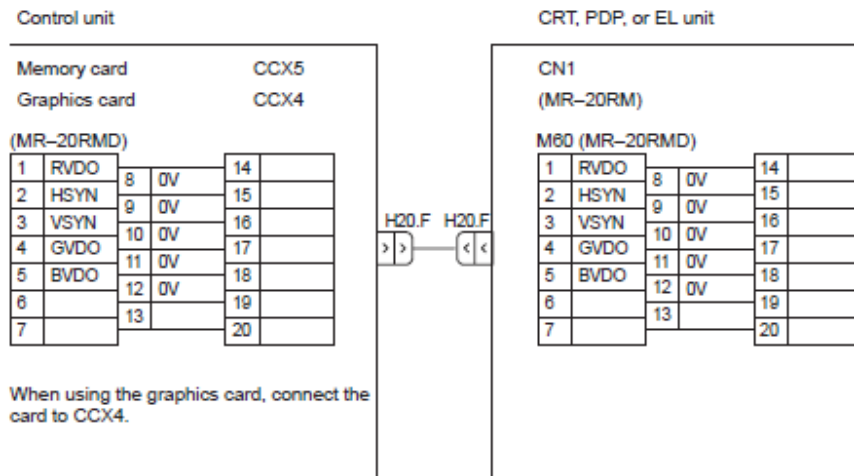 Control unit
CRT, PDP, or EL unit
Memory card CCX5
Graphics card CCX4
CN1
(MR–20RM)
(MR–20RMD)
M60 (MR–20RMD)
1 RVDO 8 0V 14
2 HSYN 9 0V 15
3 VSYN 10 0V 16
4 GVDO 11 0V 17
5 BVDO 12 0V 18
6 13 19
7 20
H20.F H20.F
1 RVDO 8 0V 14
2 HSYN 9 0V 15
3 VSYN 10 0V 16
4 GVDO 11 0V 17
5 BVDO 12 0V 18
6 13 19
7 20
When using the graphics card, connect the
card to CCX4.